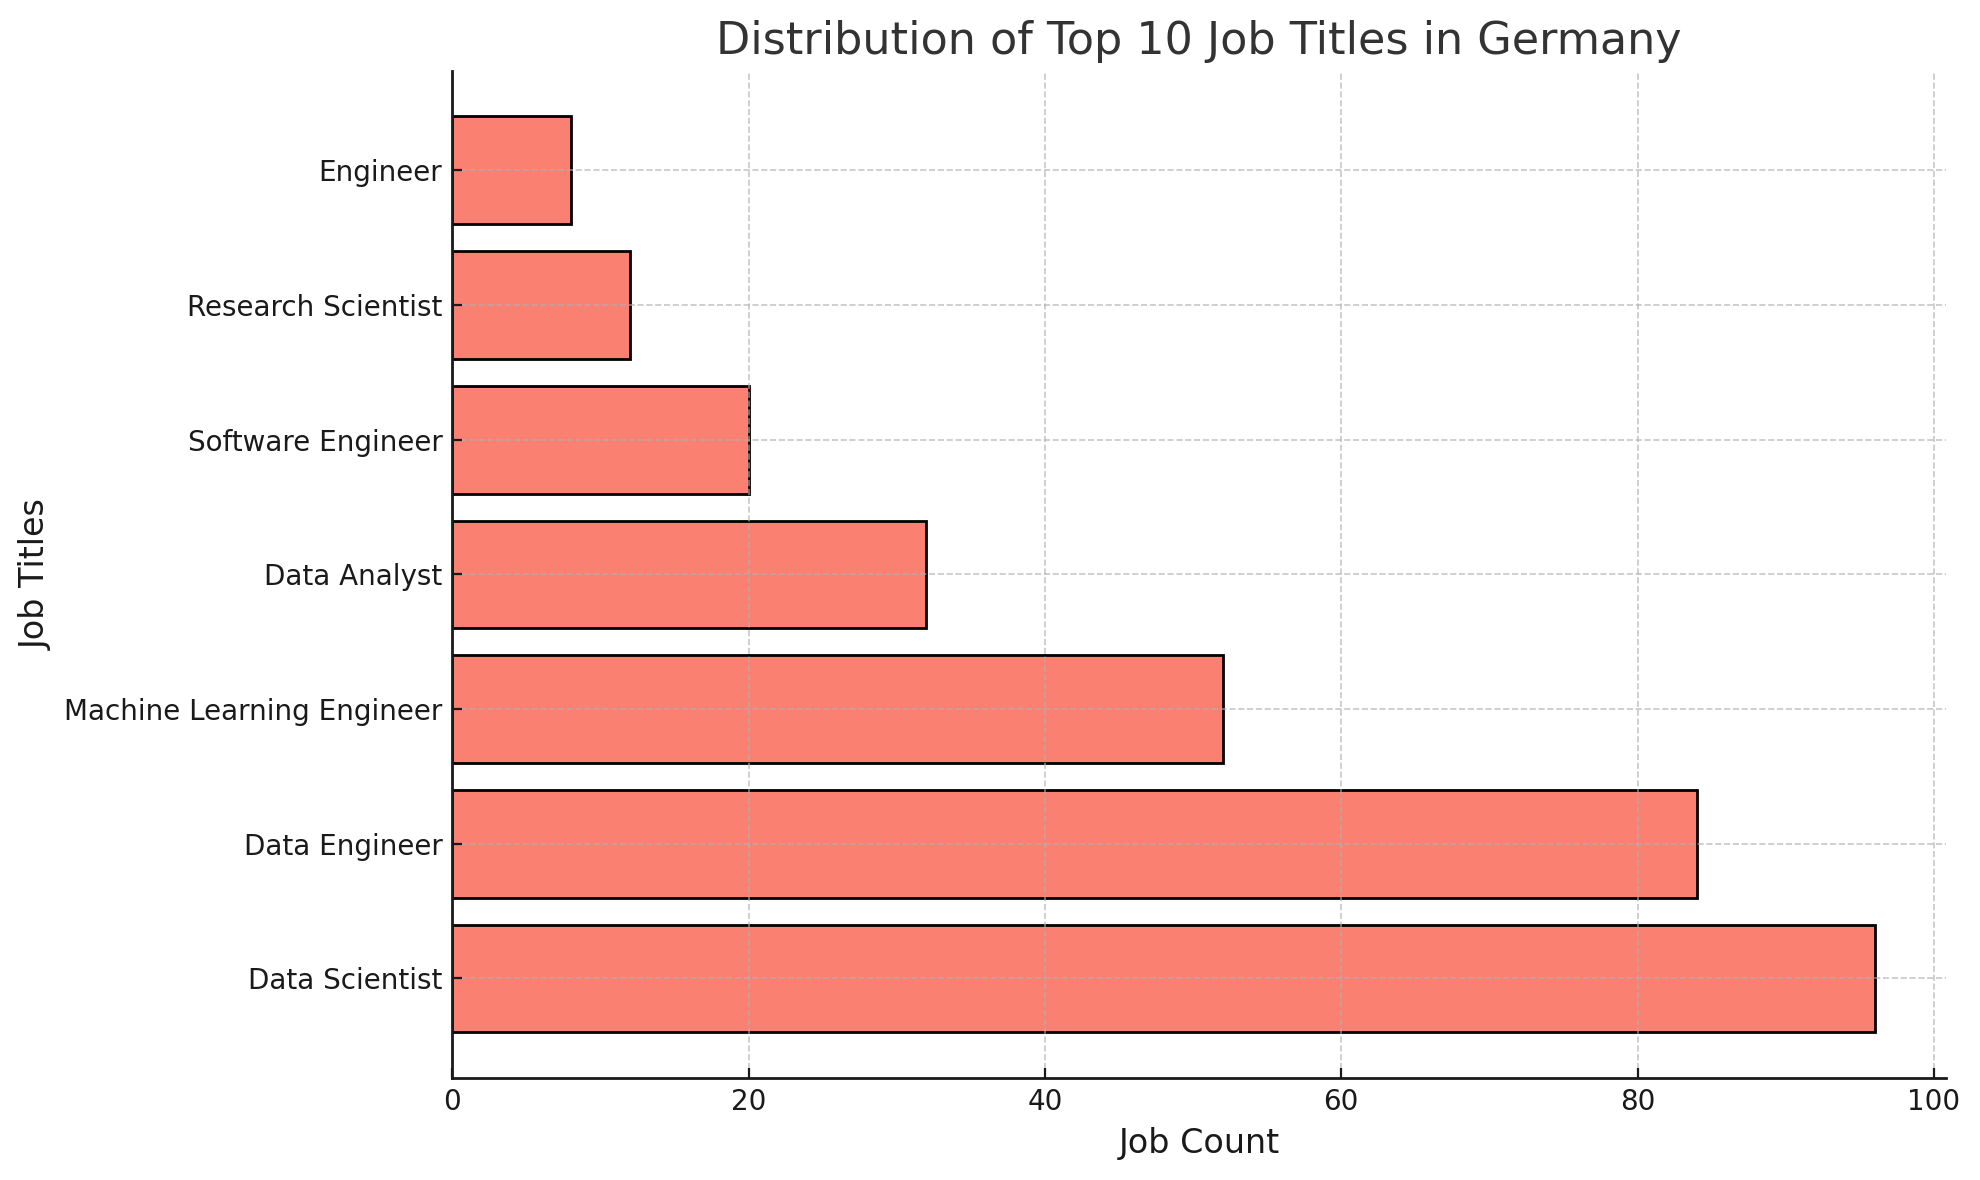 Distribution of Top 10 Job Titles in Germany
Job Titles
Engineer
Research Scientist
Software Engineer
Data Analyst
Machine Learning Engineer
Data Engineer
Data Scientist
0 20 40 60 80 100
Job Count